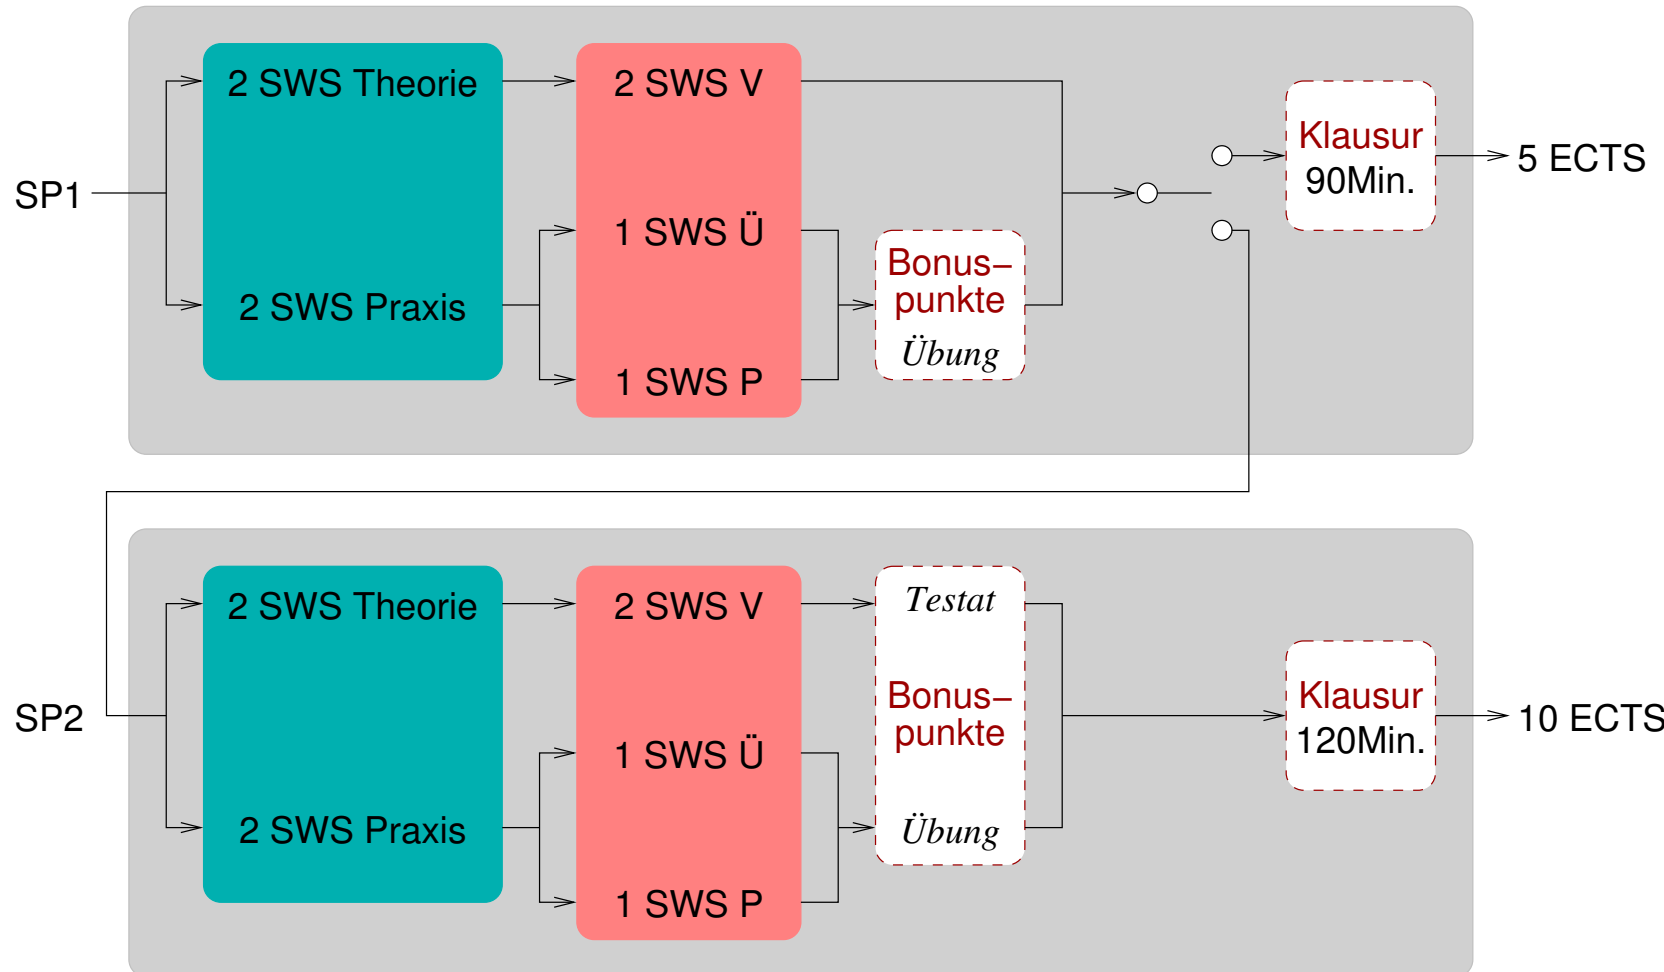 SP1
2 SWS Theorie
2 SWS Praxis
2 SWS V
1 SWS Ü
1 SWS P
Bonus–
punkte
Übung
Klausur
90Min.
5 ECTS
SP2
2 SWS Theorie
2 SWS Praxis
2 SWS V
1 SWS Ü
1 SWS P
Testat
Bonus–
punkte
Übung
Klausur
120Min.
10 ECTS